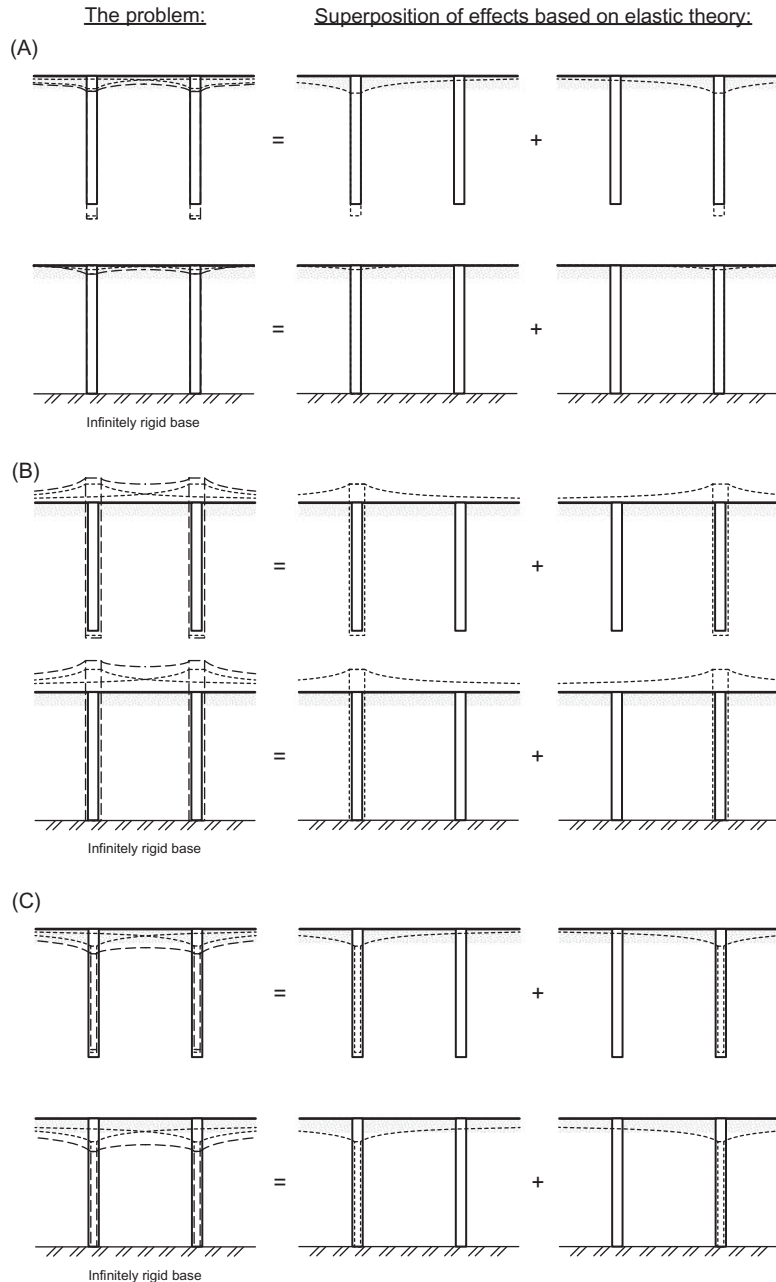 The problem: Superposition of effects based on elastic theory:
(A)
= +
= +
Infinitely rigid base
(B)
= +
= +
Infinitely rigid base
(C)
= +
= +
Infinitely rigid base